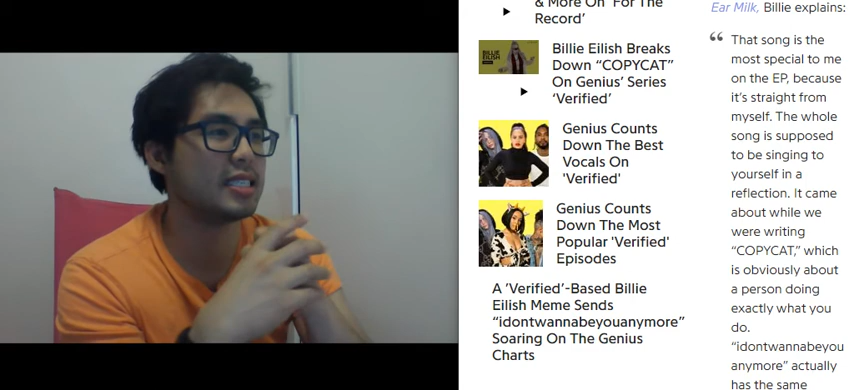 & More On 'For The
Record'
Billie Eilish Breaks
Down “COPYCAT”
On Genius’ Series
‘Verified’
Genius Counts
Down The Best
Vocals On
'Verified'
Genius Counts
Down The Most
Popular 'Verified'
Episodes
A ’Verified’-Based Billie
Eilish Meme Sends
“idontwannabeyouanymore”
Soaring On The Genius
Charts
Ear Milk, Billie explains:
“ That song is the
most special to me
on the EP, because
it’s straight from
myself. The whole
song is supposed
to be singing to
yourself in a
reflection. It came
about while we
were writing
“COPYCAT,” which
is obviously about
a person doing
exactly what you
do.
“idontwannabeyou
anymore” actually
has the same
BILLIE
EILISH